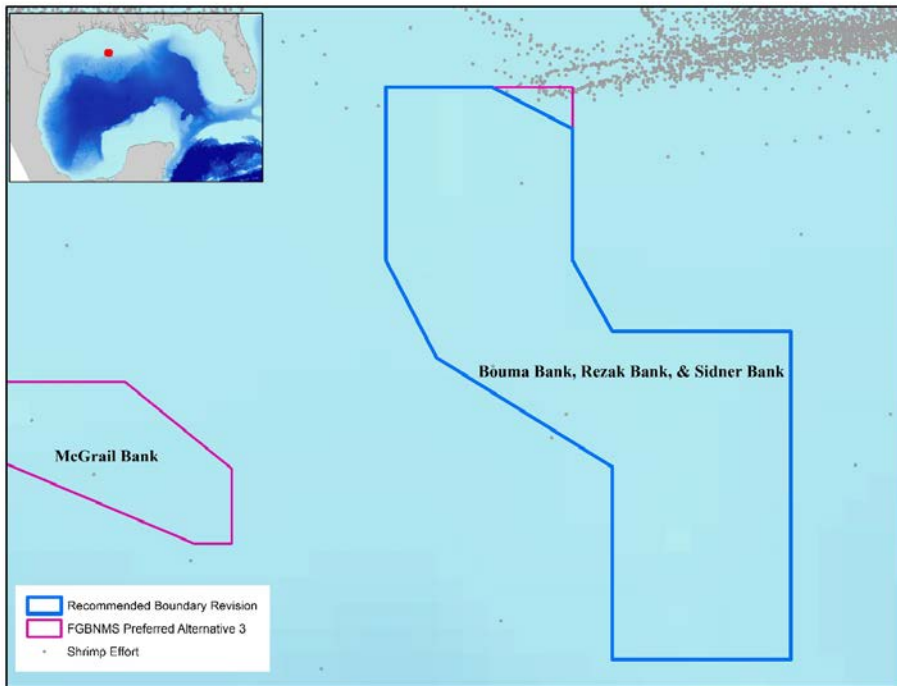 Bouma Bank, Rezak Bank, & Sidner Bank
McGrail Bank
Recommended Boundary Revision
FGBNMS Preferred Alternative 3
Shrimp Effort